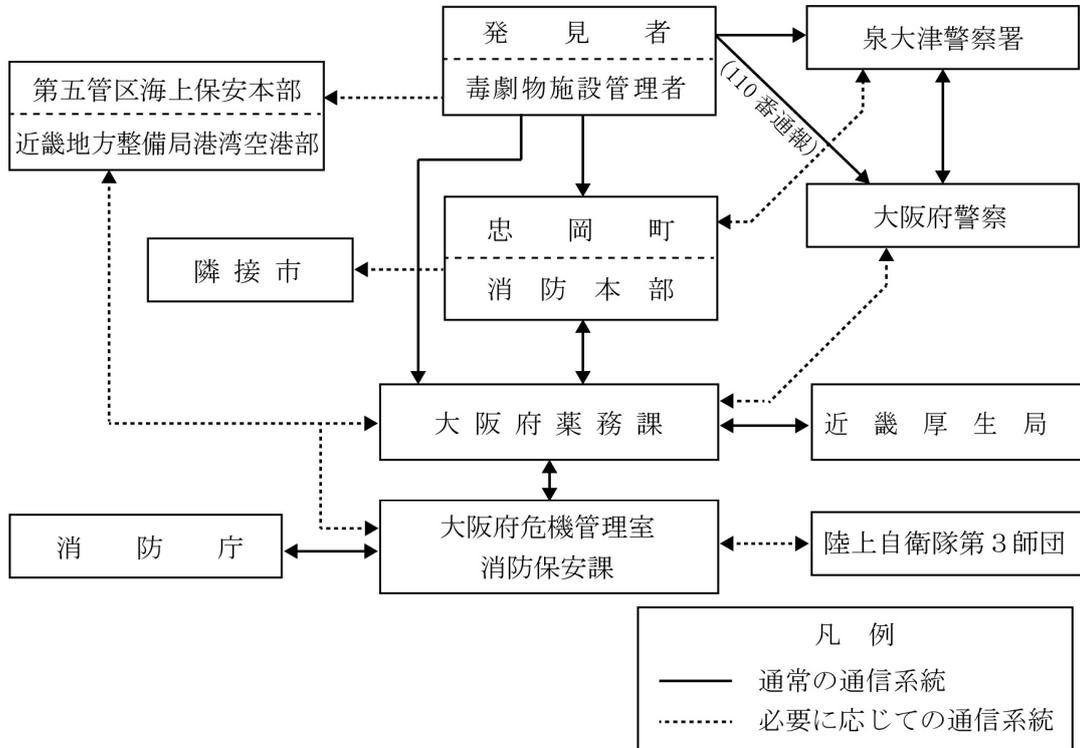 発見者
毒劇物施設管理者
泉大津警察署
第五管区海上保安本部
近畿地方整備局港湾空港部
(110番通報)
大阪府警察
忠岡町
消防本部
隣接市
大阪府薬務課
近畿厚生局
大阪府危機管理室
消防保安課
消防庁
陸上自衛隊第３師団
凡例
通常の通信系統
必要に応じての通信系統